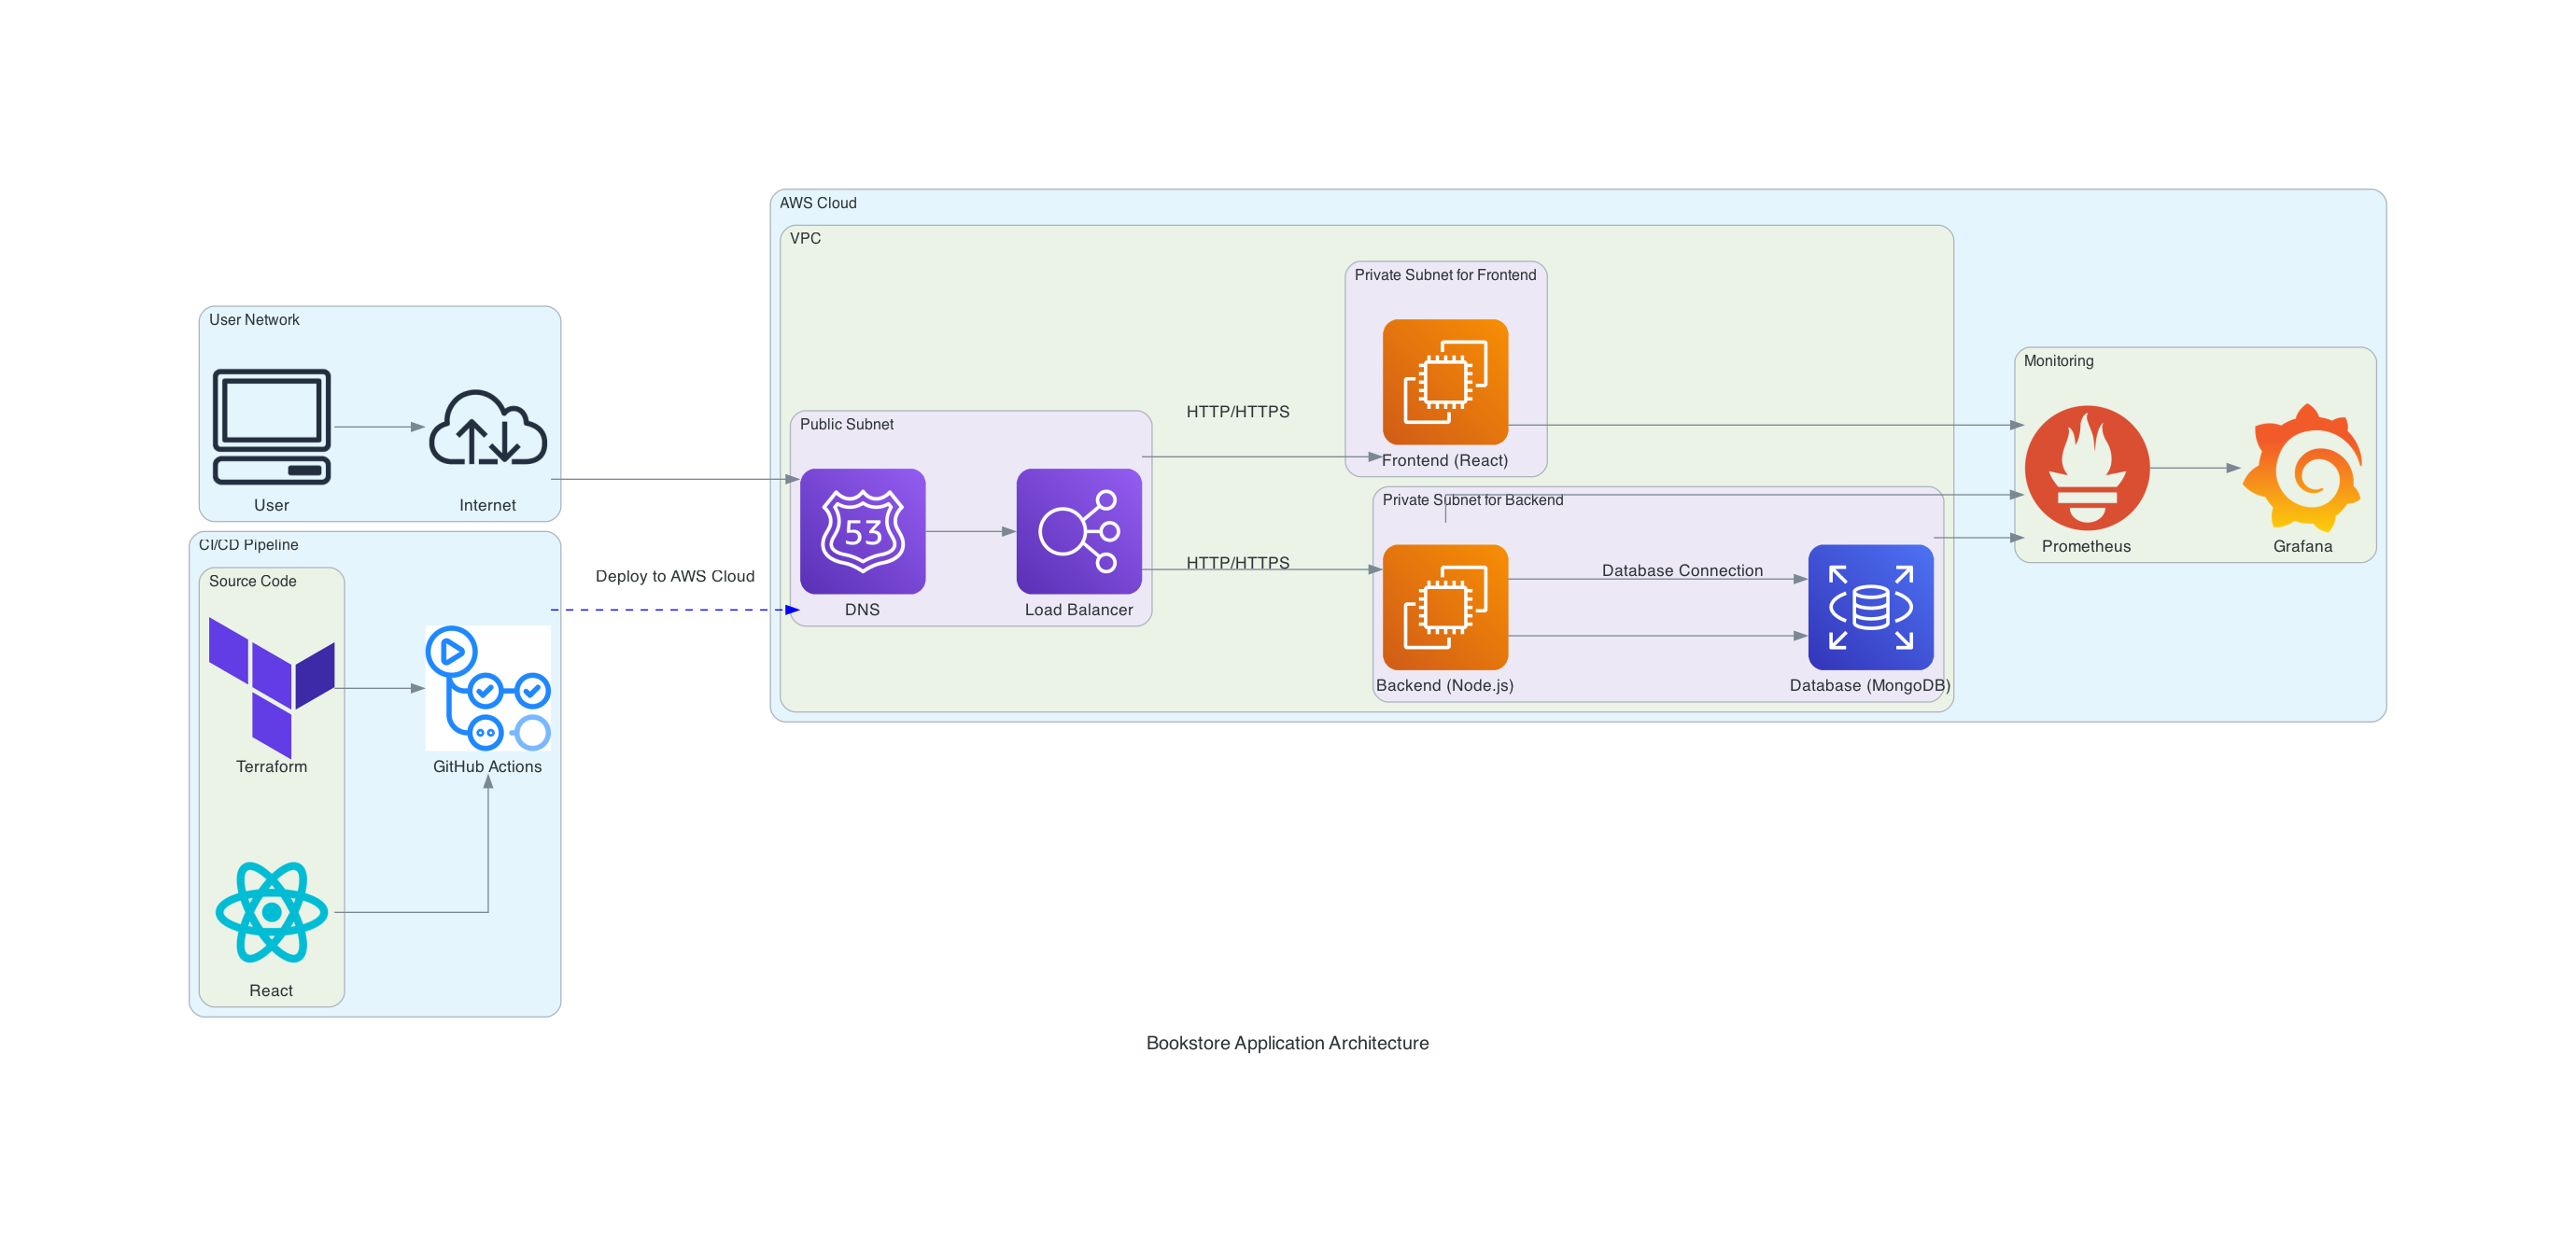 AWS Cloud
VPC
Private Subnet for Frontend
Frontend (React)
User Network
User
Internet
Public Subnet
53
DNS
Load Balancer
HTTP/HTTPS
HTTP/HTTPS
Private Subnet for Backend
Backend (Node.js)
Database Connection
Database (MongoDB)
Monitoring
Prometheus
Grafana
CI/CD Pipeline
Source Code
Terraform
GitHub Actions
React
Deploy to AWS Cloud
Bookstore Application Architecture